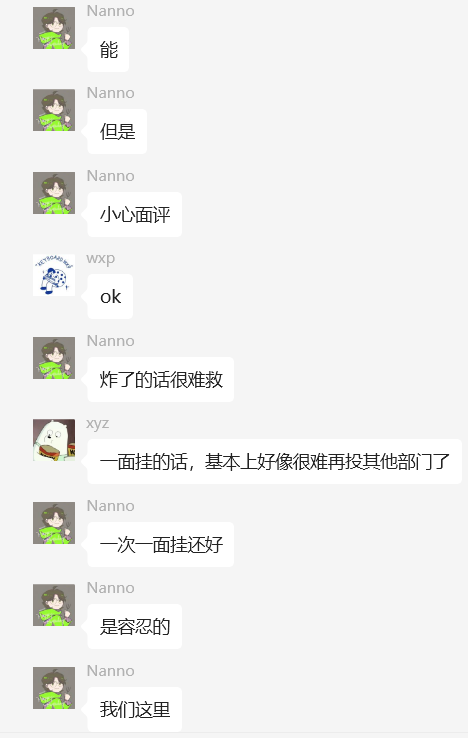 Nanno
能
Nanno
但是
Nanno
小心面评
wxp
ok
Nanno
炸了的话很难救
xyz
一面挂的话，基本上好像很难再投其他部门了
Nanno
一次一面挂还好
Nanno
是容忍的
Nanno
我们这里